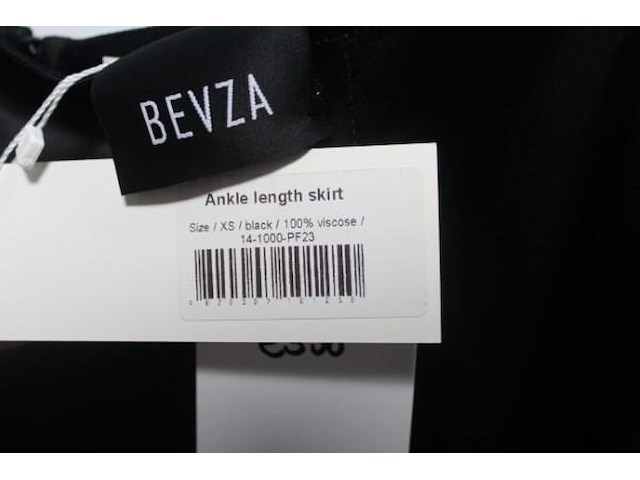 BEVZA
Ankle length skirt
Size / XS / black / 100% viscose /
14-1000-PF23